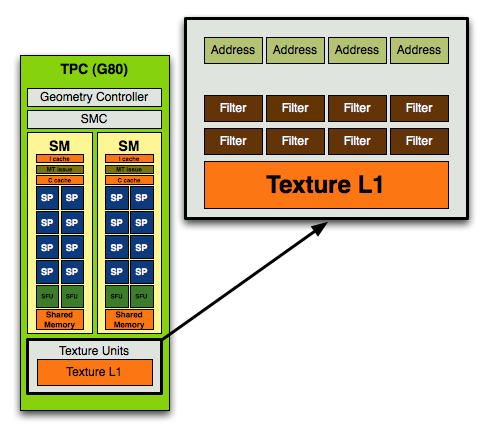 TPC (G80)
Geometry Controller
SMC
SM SM
I cache I cache
MT issue MT issue
C cache C cache
SP SP SP SP
SP SP SP SP
SP SP SP SP
SP SP SP SP
SFU SFU SFU SFU
Shared Shared
Memory Memory
Texture Units
Texture L1
Address Address Address Address
Filter Filter Filter Filter
Filter Filter Filter Filter
Texture L1